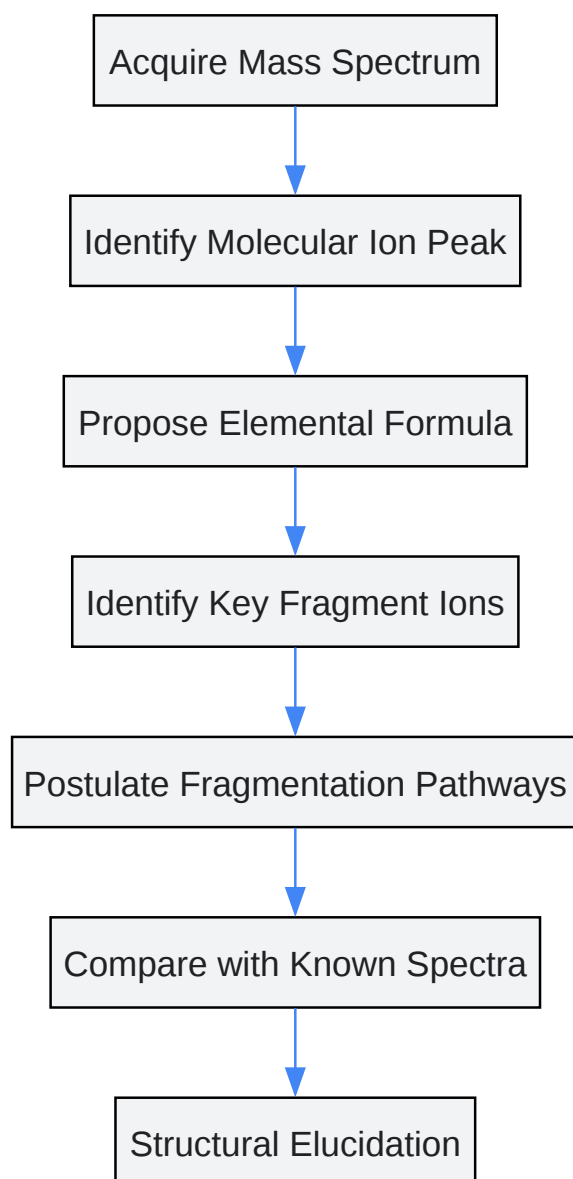 Acquire Mass Spectrum
Identify Molecular Ion Peak
Propose Elemental Formula
Identify Key Fragment Ions
Postulate Fragmentation Pathways
Compare with Known Spectra
Structural Elucidation